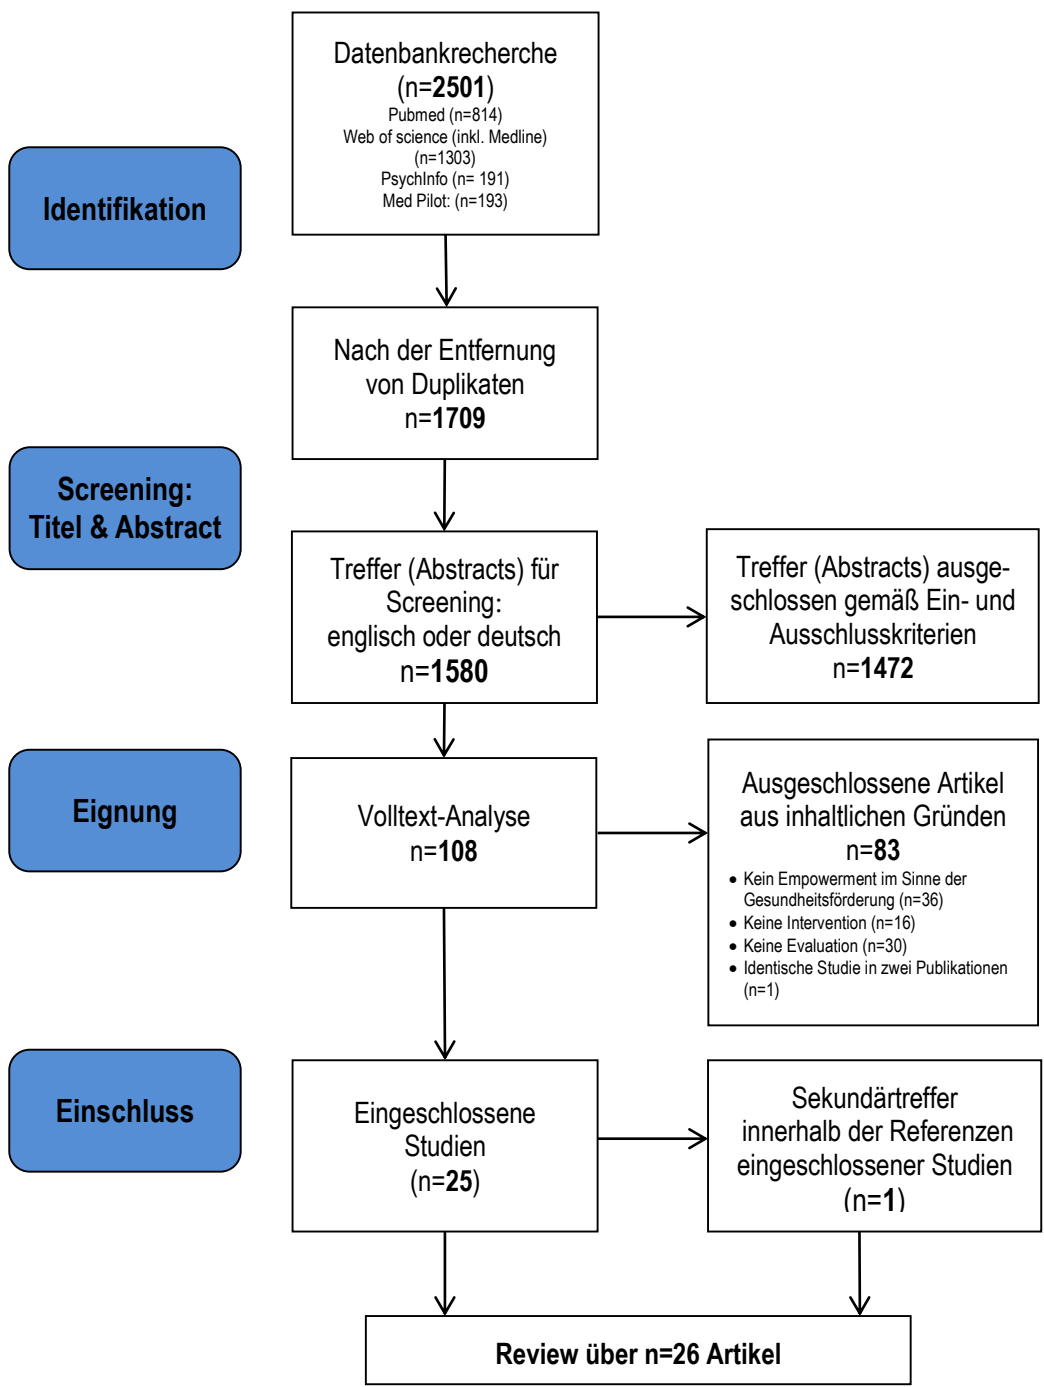 Datenbankrecherche
(n=2501)
Pubmed (n=814)
Web of science (inkl. Medline)
(n=1303)
PsychInfo (n= 191)
Med Pilot: (n=193)
Identifikation
Nach der Entfernung
von Duplikaten
n=1709
Screening:
Titel & Abstract
Treffer (Abstracts) für
Screening:
englisch oder deutsch
n=1580
Treffer (Abstracts) ausge-
schlossen gemäß Ein- und
Ausschlusskriterien
n=1472
Eignung
Volltext-Analyse
n=108
Ausgeschlossene Artikel
aus inhaltlichen Gründen
n=83
• Kein Empowerment im Sinne der
Gesundheitsförderung (n=36)
• Keine Intervention (n=16)
• Keine Evaluation (n=30)
• Identische Studie in zwei Publikationen
(n=1)
Einschluss
Eingeschlossene
Studien
(n=25)
Sekundärtreffer
innerhalb der Referenzen
eingeschlossener Studien
(n=1)
Review über n=26 Artikel